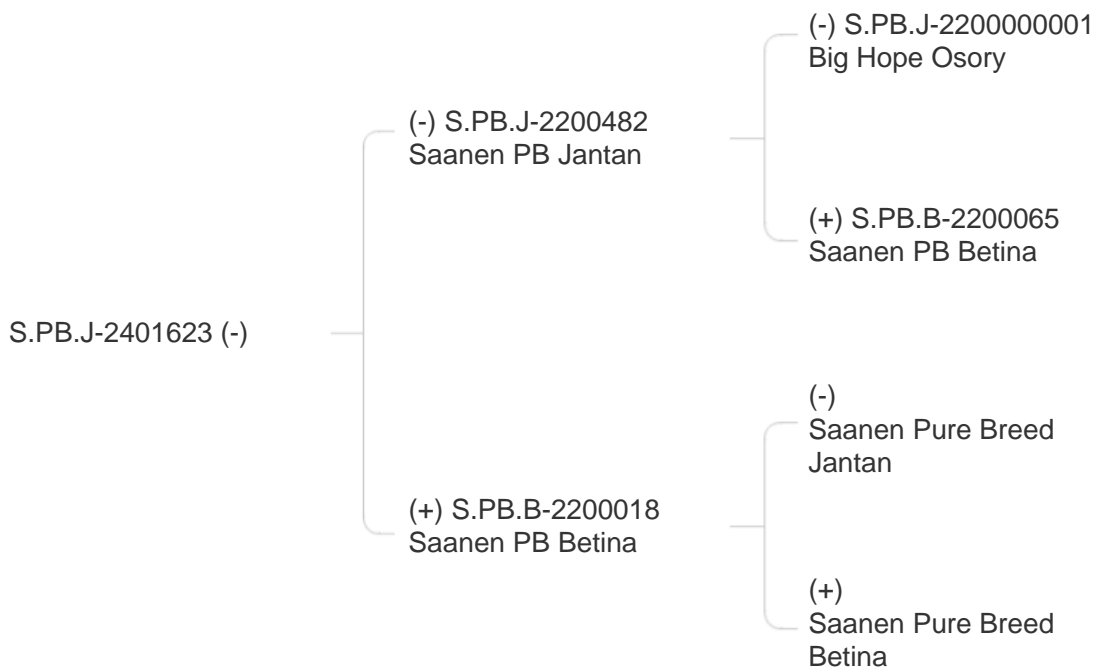 (-) S.PB.J-2200000001
Big Hope Osory
(-) S.PB.J-2200482
Saanen PB Jantan
(+) S.PB.B-2200065
Saanen PB Betina
S.PB.J-2401623 (-)
(-)
Saanen Pure Breed
Jantan
(+) S.PB.B-2200018
Saanen PB Betina
(+)
Saanen Pure Breed
Betina